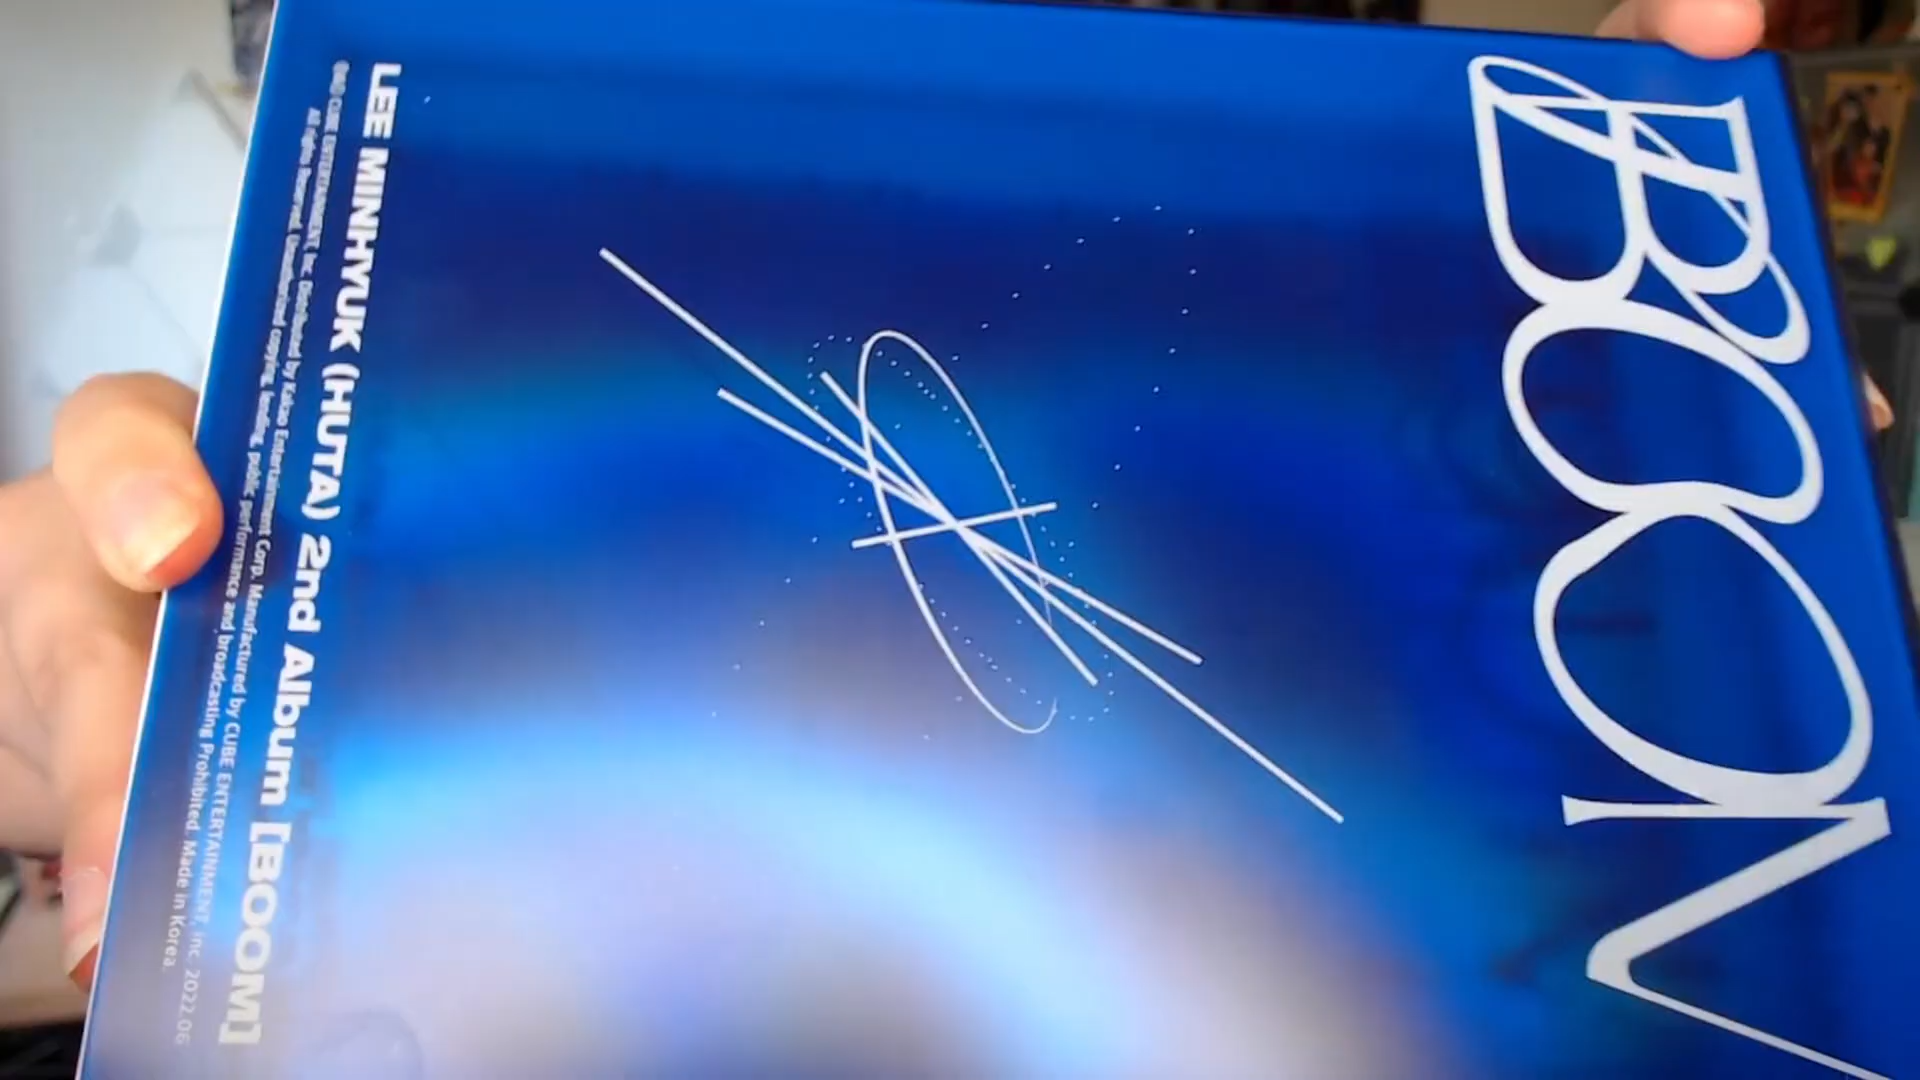 BOOM
LEE MINHYUK (HUTA) 2nd Album [BOOM]
℗&© CUBE ENTERTAINMENT, Inc. Distributed by Kakao Entertainment Corp. Manufactured by CUBE ENTERTAINMENT, Inc. 2022.06
All rights Reserved. Unauthorized copying, lending, public performance and broadcasting Prohibited. Made in Korea.